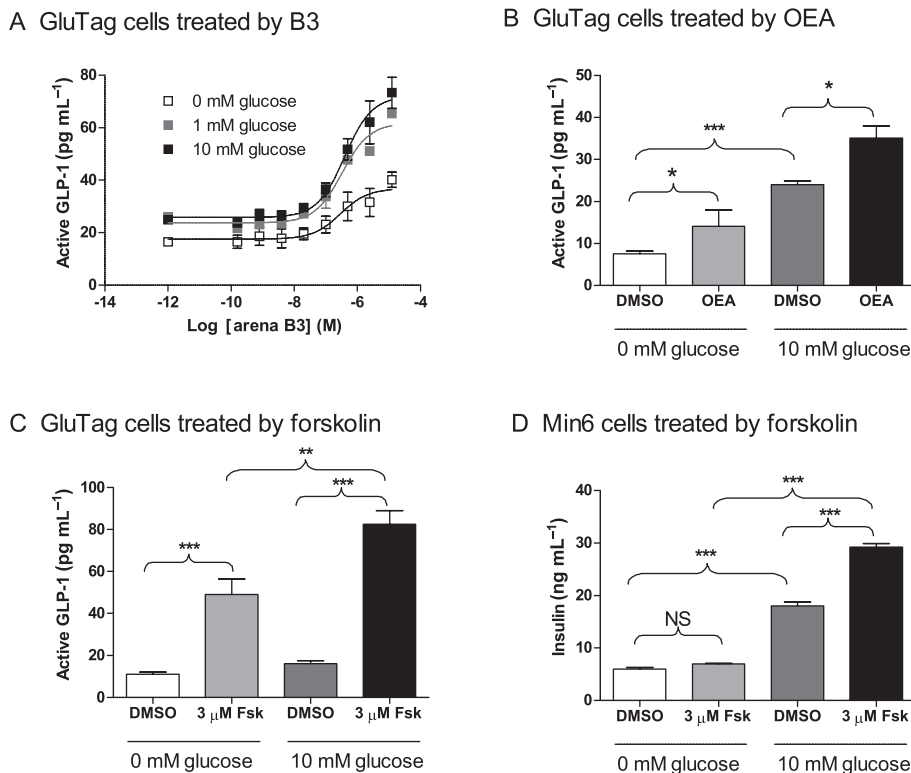 A GluTag cells treated by B3
Active GLP-1 (pg mL⁻¹)
80
60
40
20
0
0 mM glucose
1 mM glucose
10 mM glucose
-14 -12 -10 -8 -6 -4
Log [arena B3] (M)
B GluTag cells treated by OEA
Active GLP-1 (pg mL⁻¹)
50
40
30
20
10
0
*
***
*
DMSO OEA DMSO OEA
0 mM glucose 10 mM glucose
C GluTag cells treated by forskolin
Active GLP-1 (pg mL⁻¹)
100
80
60
40
20
0
**
***
***
DMSO 3 μM Fsk DMSO 3 μM Fsk
0 mM glucose 10 mM glucose
D Min6 cells treated by forskolin
Insulin (ng mL⁻¹)
40
30
20
10
0
***
***
***
NS
DMSO 3 μM Fsk DMSO 3 μM Fsk
0 mM glucose 10 mM glucose